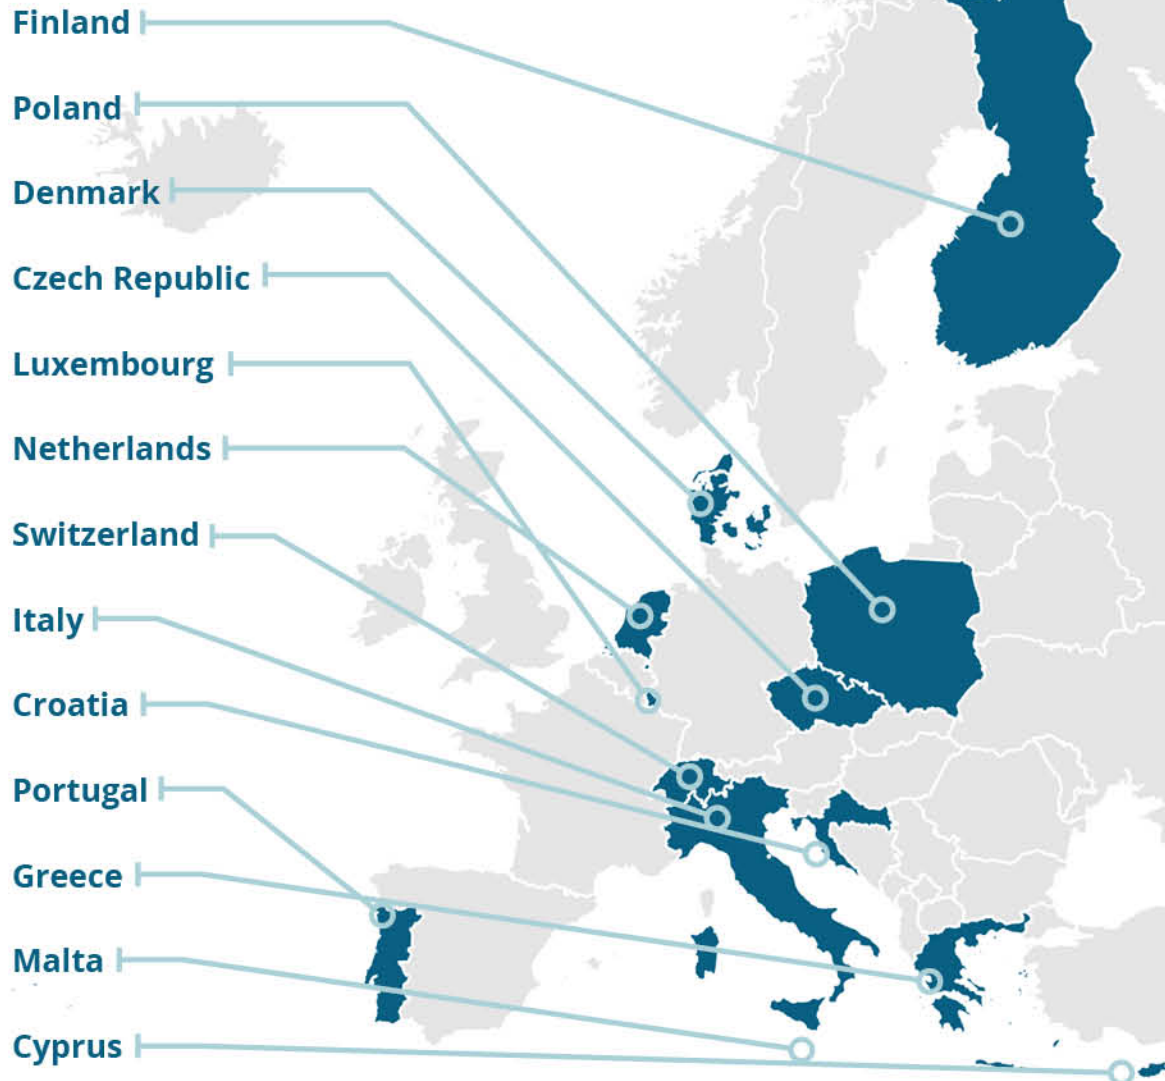 Finland
Poland
Denmark
Czech Republic
Luxembourg
Netherlands
Switzerland
Italy
Croatia
Portugal
Greece
Malta
Cyprus